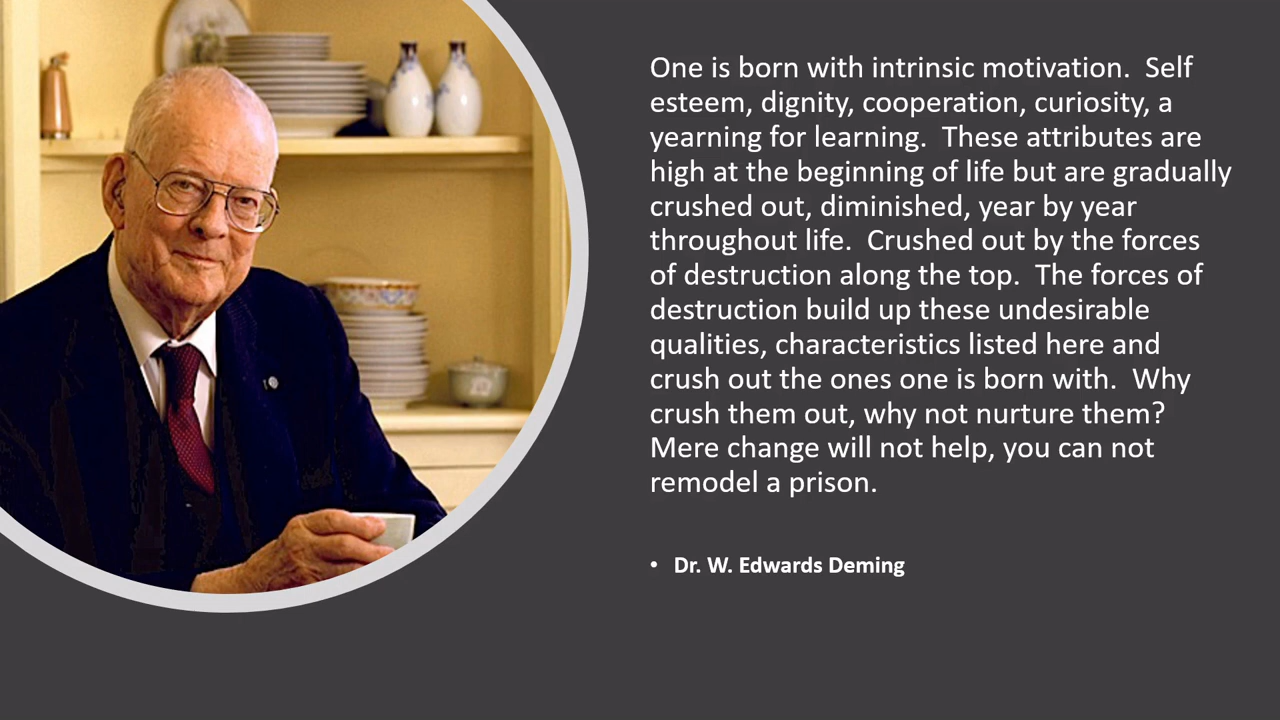 One is born with intrinsic motivation.  Self
esteem, dignity, cooperation, curiosity, a
yearning for learning.  These attributes are
high at the beginning of life but are gradually
crushed out, diminished, year by year
throughout life.  Crushed out by the forces
of destruction along the top.  The forces of
destruction build up these undesirable
qualities, characteristics listed here and
crush out the ones one is born with.  Why
crush them out, why not nurture them?
Mere change will not help, you can not
remodel a prison.
• Dr. W. Edwards Deming